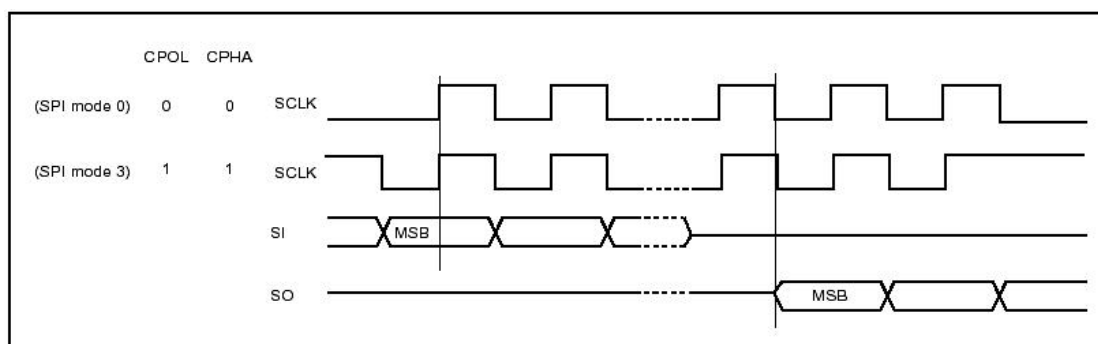 CPOL CPHA
(SPI mode 0) 0 0 SCLK
(SPI mode 3) 1 1 SCLK
SI MSB
SO MSB